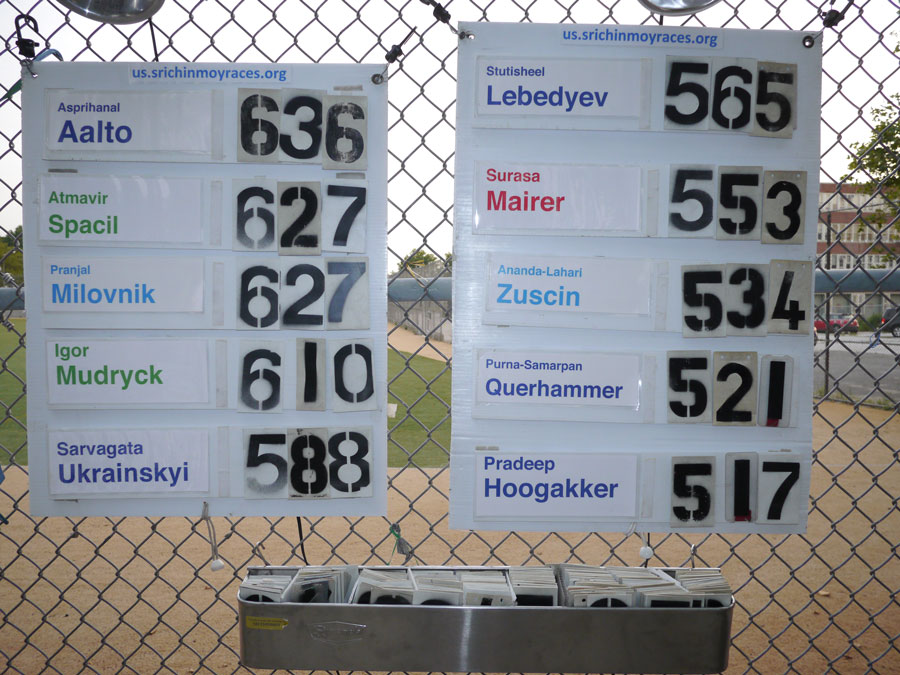 us.srichinmoyraces.org
Asprihanal
Aalto 636
Atmavir
Spacil 627
Pranjal
Milovnik 627
Igor
Mudryck 610
Sarvagata
Ukrainskyi 588
us.srichinmoyraces.org
Stutisheel
Lebedyev 565
Surasa
Mairer 553
Ananda-Lahari
Zuscin 534
Purna-Samarpan
Querhammer 521
Pradeep
Hoogakker 517